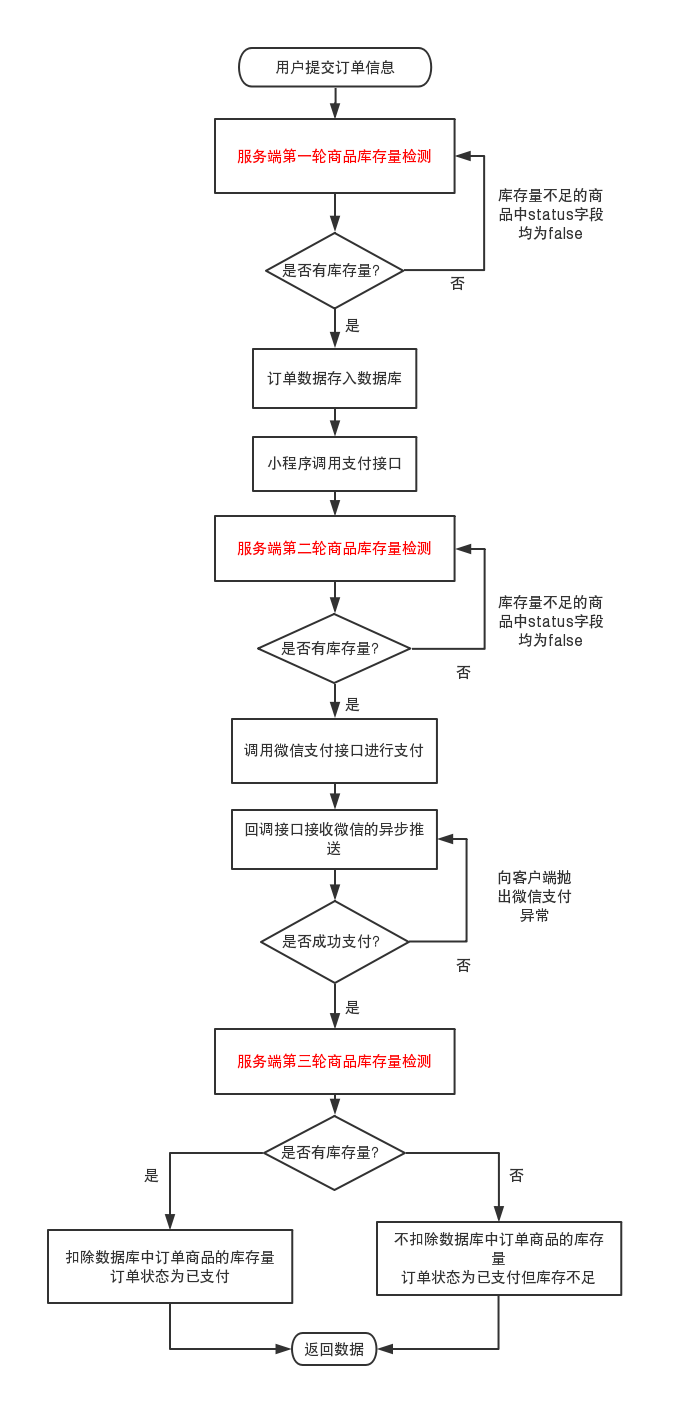 用户提交订单信息
服务端第一轮商品库存量检测
库存量不足的商
品中status字段
均为false
是否有库存量?
否
是
订单数据存入数据库
小程序调用支付接口
服务端第二轮商品库存量检测
库存量不足的商
品中status字段
均为false
是否有库存量?
否
是
调用微信支付接口进行支付
回调接口接收微信的异步推
送
向客户端抛
出微信支付
异常
是否成功支付?
否
是
服务端第三轮商品库存量检测
是否有库存量?
是
否
扣除数据库中订单商品的库存量
订单状态为已支付
不扣除数据库中订单商品的库存
量
订单状态为已支付但库存不足
返回数据